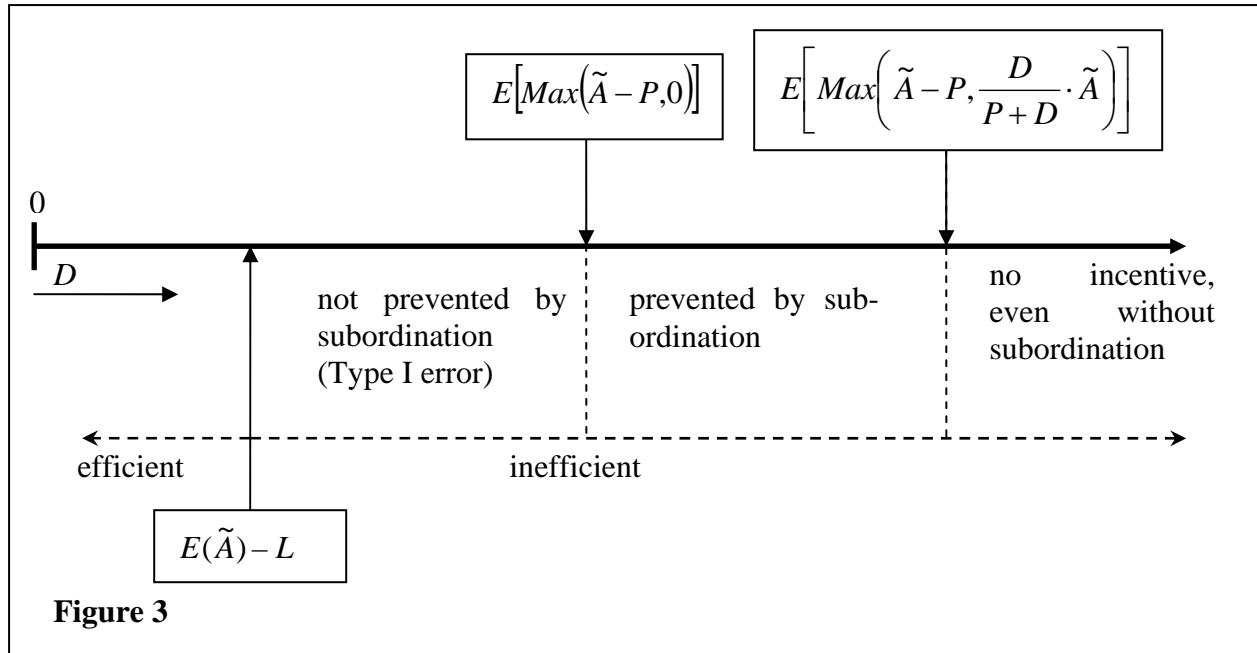 E[Max(Ã − P,0)]
E[Max(Ã − P, D/(P + D) · Ã)]
0
D
not prevented by
subordination
(Type I error)
prevented by sub-
ordination
no incentive,
even without
subordination
efficient
inefficient
E(Ã) − L
Figure 3